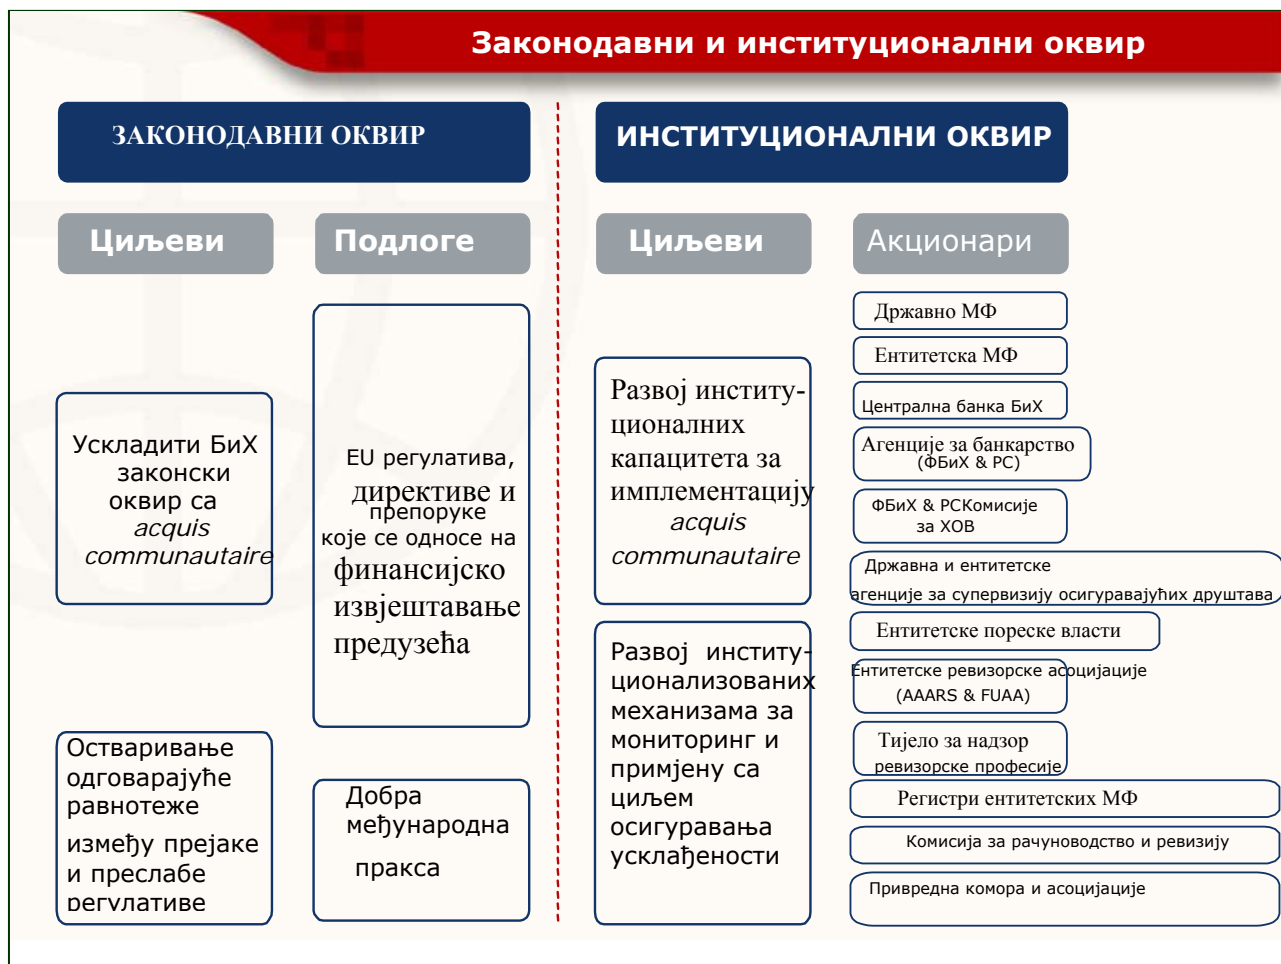 Законодавни и институционални оквир
ЗАКОНОДАВНИ ОКВИР
Циљеви
Подлоге
Ускладити БиХ
законски
оквир са
acquis
communautaire
Остваривање
одговарајуће
равнотеже
између прејаке
и преслабе
регулативе
EU регулатива,
директиве и
препоруке
које се односе на
финансијско
извјештавање
предузећа
Добра
међународна
пракса
ИНСТИТУЦИОНАЛНИ ОКВИР
Циљеви
Акционари
Развој институ-
ционалних
капацитета за
имплементацију
acquis
communautaire
Развој институ-
ционализованих
механизама за
мониторинг и
примјену са
циљем
осигуравања
усклађености
Државно МФ
Ентитетска МФ
Централна банка БиХ
Агенције за банкарство
(ФБиХ & РС)
ФБиХ & РСКомисије
за ХОВ
Државна и ентитетске
агенције за супервизију осигуравајућих друштава
Ентитетске пореске власти
Ентитетске ревизорске асоцијације
(AAARS & FUAA)
Тијело за надзор
ревизорске професије
Регистри ентитетских МФ
Комисија за рачуноводство и ревизију
Привредна комора и асоцијације